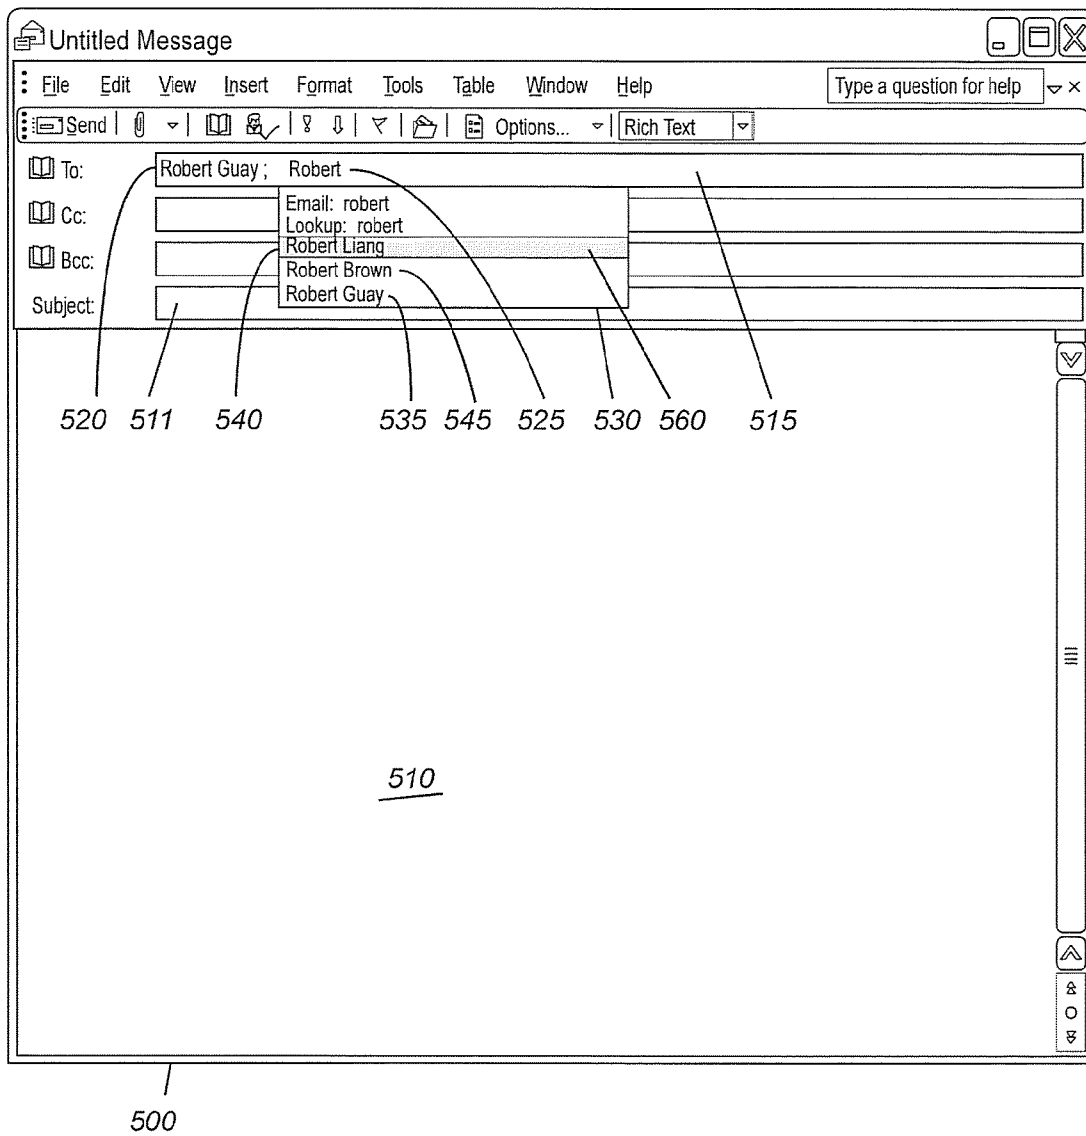 Untitled Message
File Edit View Insert Format Tools Table Window Help Type a question for help
Send Options... Rich Text
To: Robert Guay ; Robert
Email: robert
Cc:
Lookup: robert
Robert Liang
Bcc:
Robert Brown
Robert Guay
Subject:
520 511 540 535 545 525 530 560 515
510
500